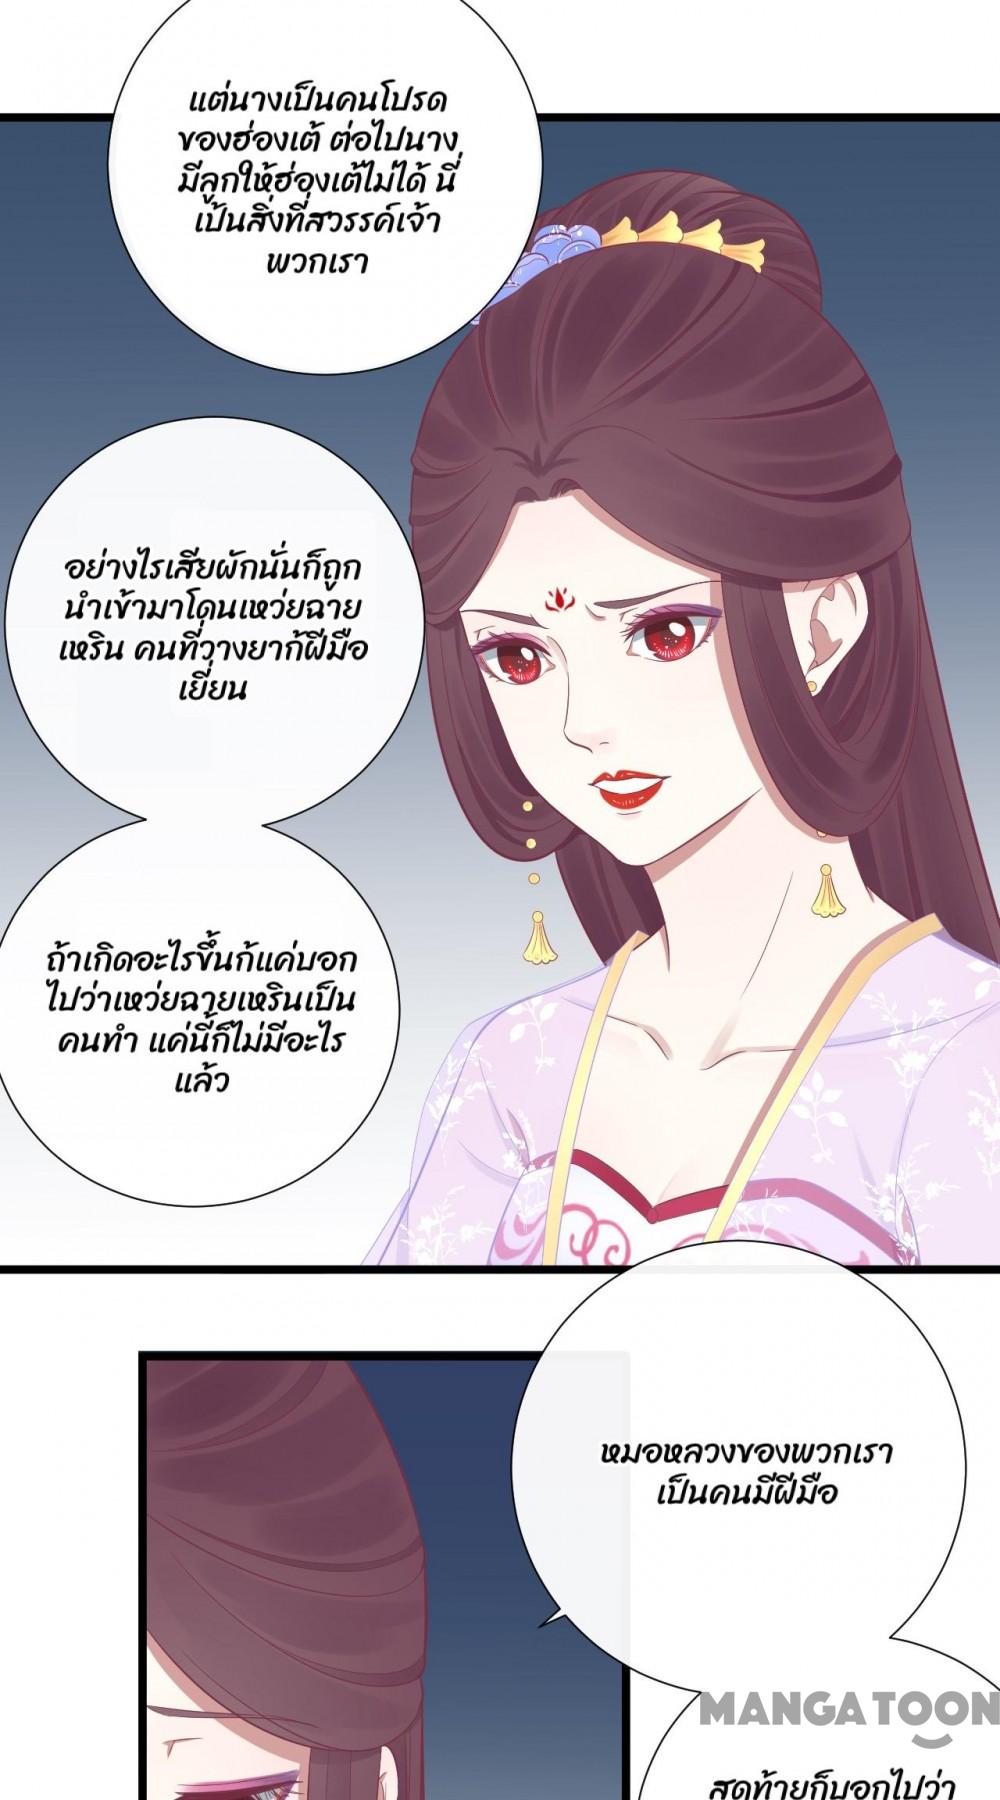 แต่นางเป็นคนโปรด
ของฮ่องเต้ ต่อไปนาง
มีลูกให้ฮ่องเต้ไม่ได้ นี่
เป็นสิ่งที่สวรรค์เจ้า
พวกเรา
อย่างไรเสียผักนั่นก็ถูก
นำเข้ามาโดนเหว่ยฉาย
เหริน คนที่วางยาก็ฝีมือ
เยี่ยน
ถ้าเกิดอะไรขึ้นก้แค่บอก
ไปว่าเหว่ยฉายเหรินเป็น
คนทำ แค่นี้ก็ไม่มีอะไร
แล้ว
หมอหลวงของพวกเรา
เป็นคนมีฝีมือ
MANGATOON
สุดท้ายก็บอกไปว่า